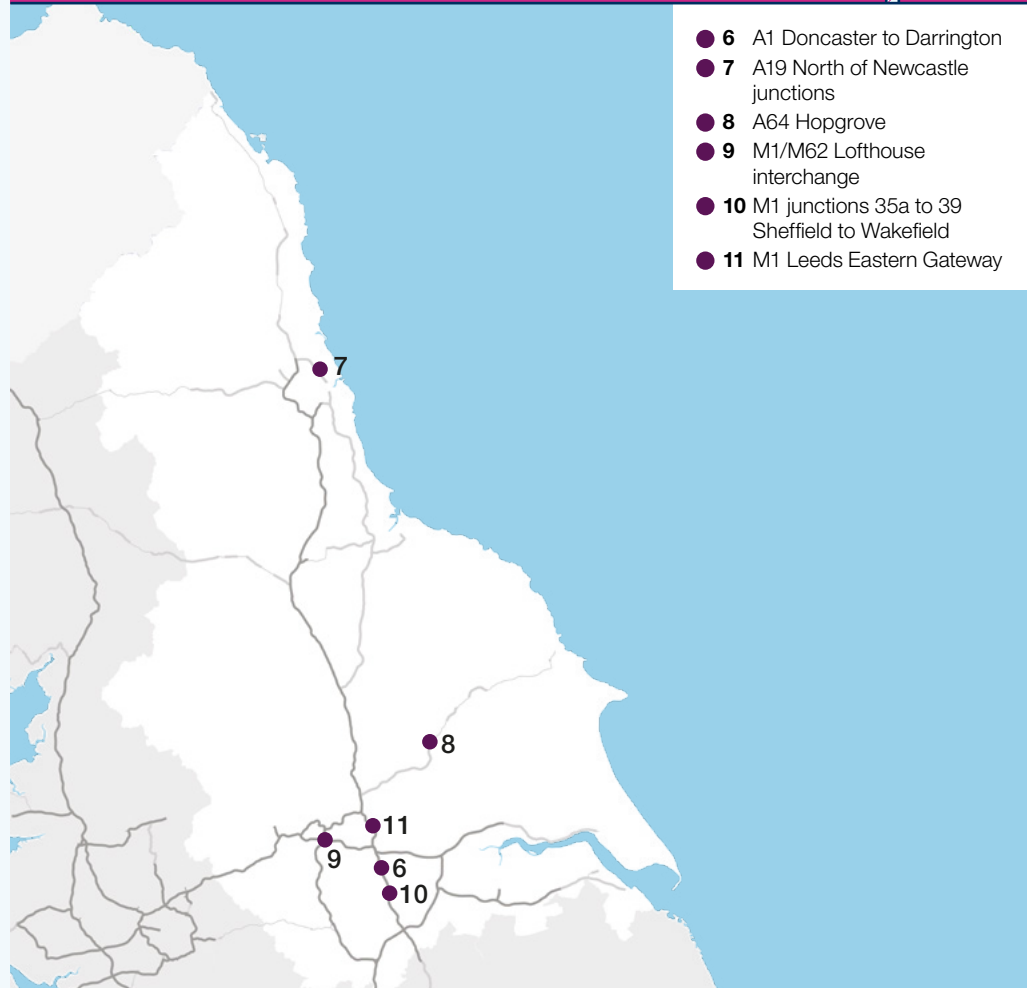 6 A1 Doncaster to Darrington
7 A19 North of Newcastle
junctions
8 A64 Hopgrove
9 M1/M62 Lofthouse
interchange
10 M1 junctions 35a to 39
Sheffield to Wakefield
11 M1 Leeds Eastern Gateway
7
8
11
9
6
10